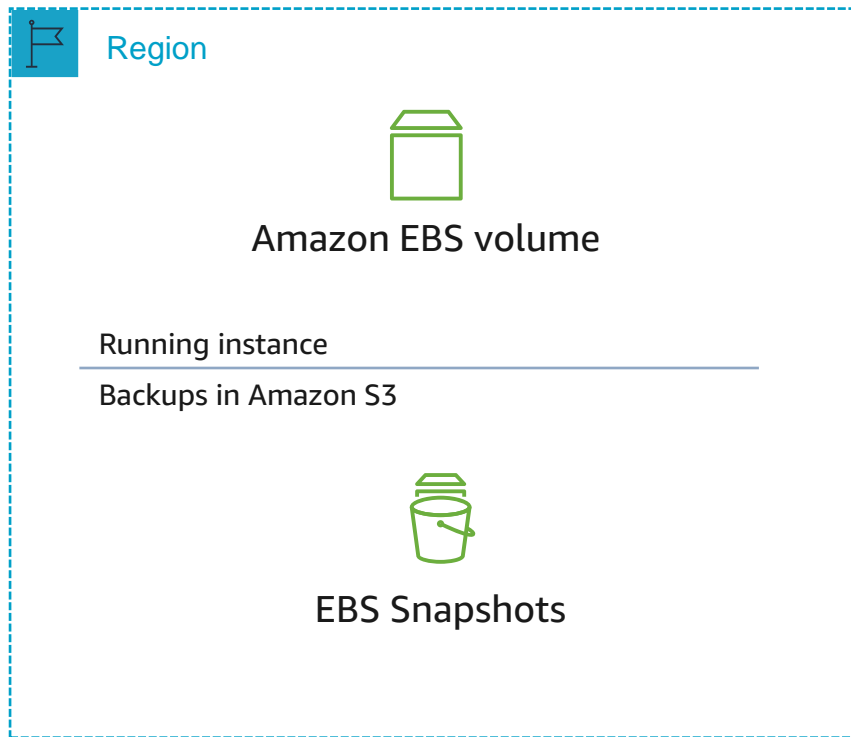 Region
Amazon EBS volume
Running instance
Backups in Amazon S3
EBS Snapshots